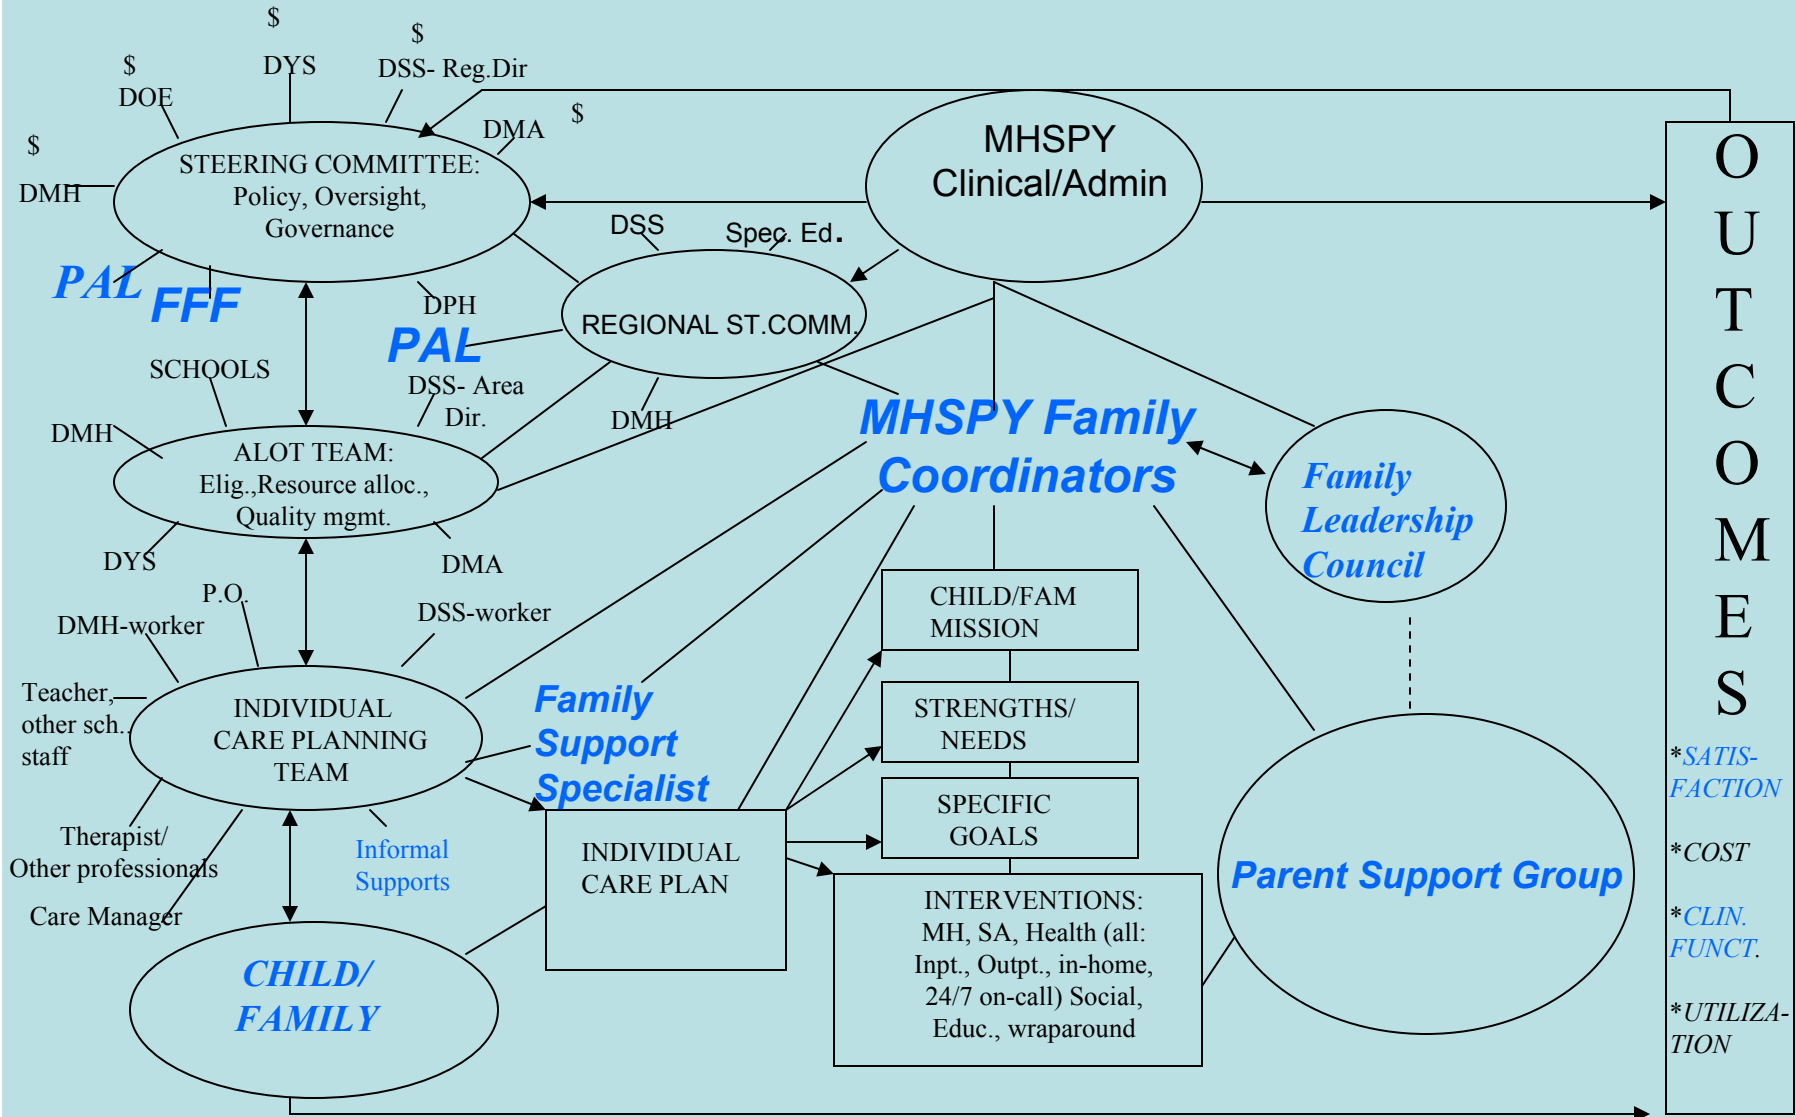 $
$
$
DYS
DSS- Reg.Dir
$
DOE
DMA
$
$
DMH
STEERING COMMITTEE:
Policy, Oversight,
Governance
PAL
FFF
DPH
MHSPY
Clinical/Admin
DSS
Spec. Ed.
REGIONAL ST.COMM.
PAL
DMH
SCHOOLS
DSS- Area
Dir.
DMH
ALOT TEAM:
Elig.,Resource alloc.,
Quality mgmt.
DYS
DMA
MHSPY Family
Coordinators
Family
Leadership
Council
P.O.
DMH-worker
DSS-worker
Teacher,
other sch..
staff
INDIVIDUAL
CARE PLANNING
TEAM
Therapist/
Other professionals
Care Manager
Informal
Supports
Family
Support
Specialist
CHILD/
FAMILY
INDIVIDUAL
CARE PLAN
CHILD/FAM
MISSION
STRENGTHS/
NEEDS
SPECIFIC
GOALS
INTERVENTIONS:
MH, SA, Health (all:
Inpt., Outpt., in-home,
24/7 on-call) Social,
Educ., wraparound
Parent Support Group
O
U
T
C
O
M
E
S
*SATIS-
FACTION
*COST
*CLIN.
FUNCT.
*UTILIZA-
TION